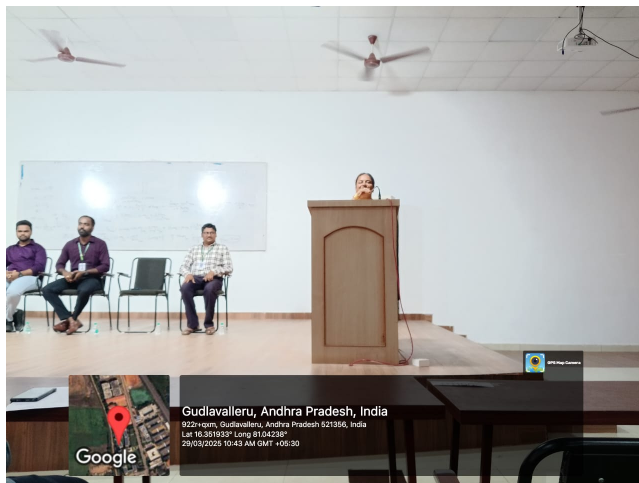 GPS Map Camera
Gudlavalleru, Andhra Pradesh, India
922r+qxm, Gudlavalleru, Andhra Pradesh 521356, India
Lat 16.351933° Long 81.04238°
29/03/2025 10:43 AM GMT +05:30
Google